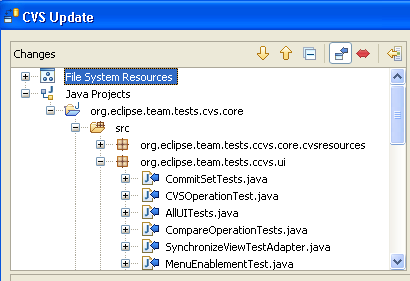 CVS Update
Changes
File System Resources
Java Projects
org.eclipse.team.tests.cvs.core
src
org.eclipse.team.tests.ccvs.core.cvsresources
org.eclipse.team.tests.ccvs.ui
CommitSetTests.java
CVSOperationTest.java
AllUITests.java
CompareOperationTests.java
SynchronizeViewTestAdapter.java
MenuEnablementTest.java